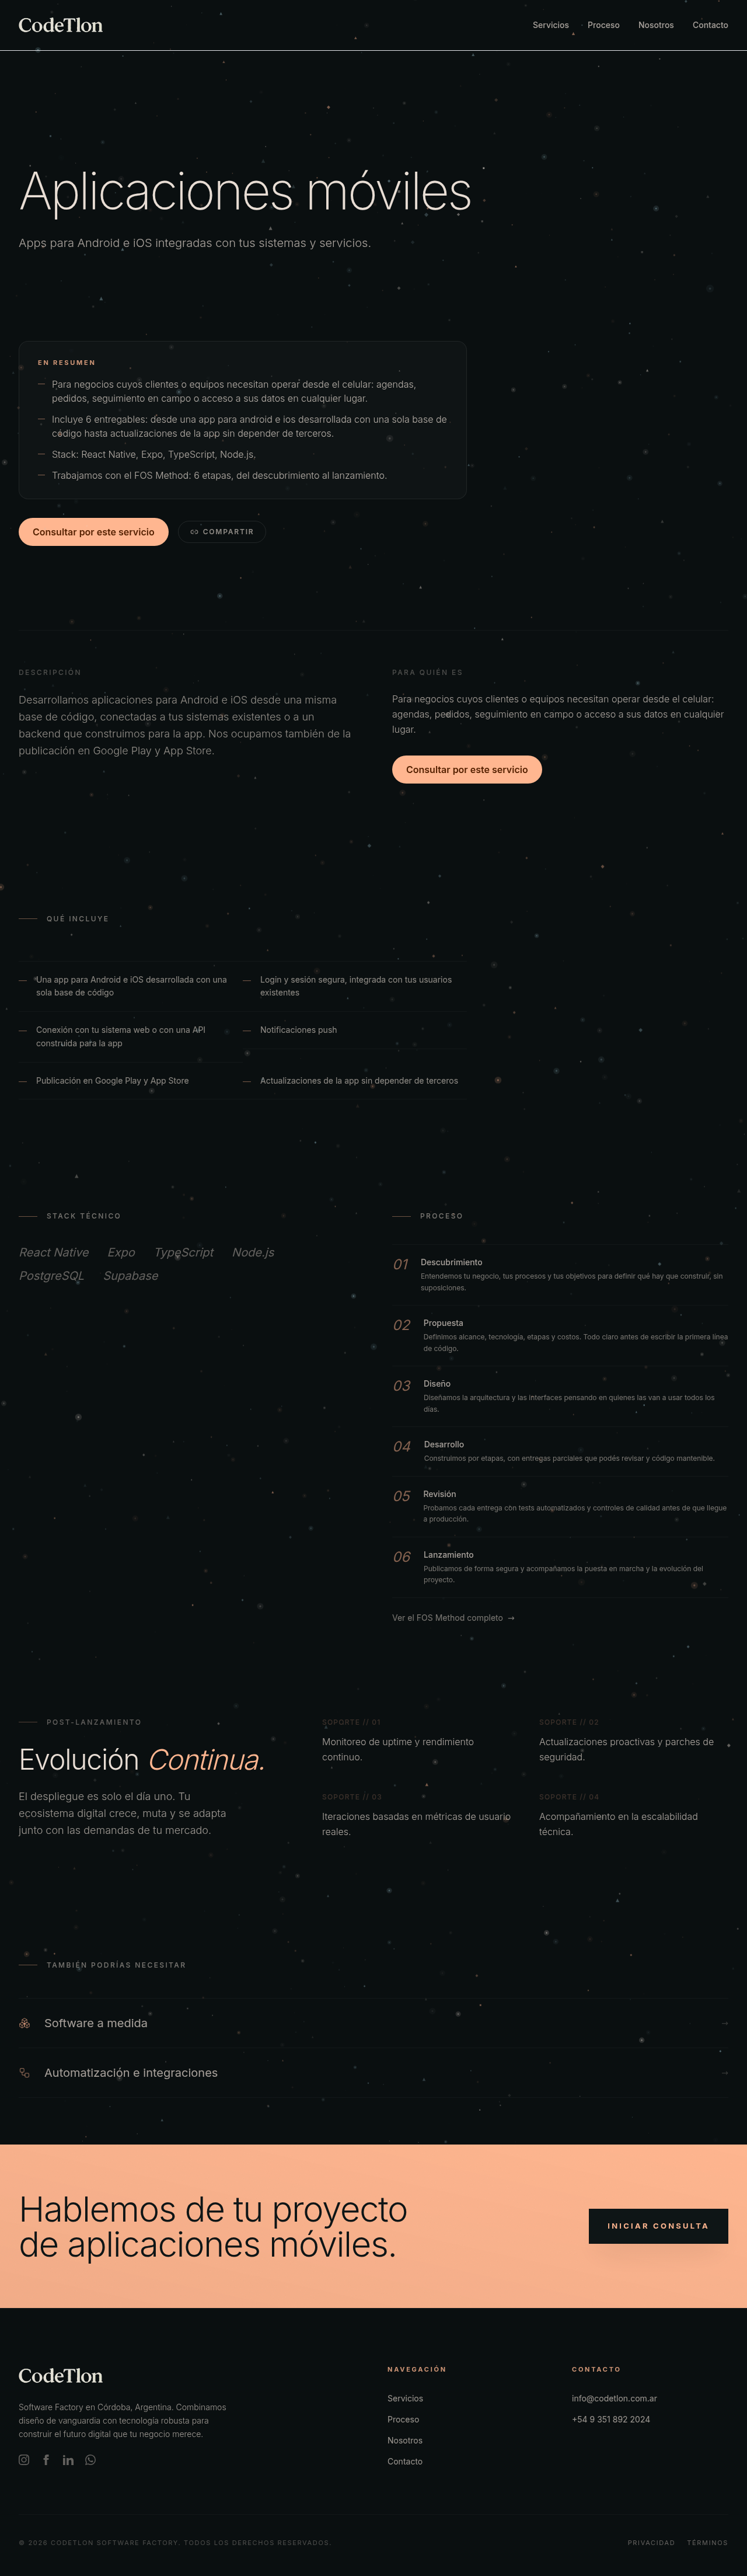 CodeTlon
Servicios
Proceso
Nosotros
Contacto
Aplicaciones móviles
Apps para Android e iOS integradas con tus sistemas y servicios.
EN RESUMEN
— Para negocios cuyos clientes o equipos necesitan operar desde el celular: agendas,
pedidos, seguimiento en campo o acceso a sus datos en cualquier lugar.
— Incluye 6 entregables: desde una app para android e ios desarrollada con una sola base de
código hasta actualizaciones de la app sin depender de terceros.
— Stack: React Native, Expo, TypeScript, Node.js.
— Trabajamos con el FOS Method: 6 etapas, del descubrimiento al lanzamiento.
Consultar por este servicio
COMPARTIR
DESCRIPCIÓN
Desarrollamos aplicaciones para Android e iOS desde una misma
base de código, conectadas a tus sistemas existentes o a un
backend que construimos para la app. Nos ocupamos también de la
publicación en Google Play y App Store.
PARA QUIÉN ES
Para negocios cuyos clientes o equipos necesitan operar desde el celular:
agendas, pedidos, seguimiento en campo o acceso a sus datos en cualquier
lugar.
Consultar por este servicio
QUÉ INCLUYE
— Una app para Android e iOS desarrollada con una
sola base de código
— Login y sesión segura, integrada con tus usuarios
existentes
— Conexión con tu sistema web o con una API
construida para la app
— Notificaciones push
— Publicación en Google Play y App Store
— Actualizaciones de la app sin depender de terceros
STACK TÉCNICO
React Native Expo TypeScript Node.js
PostgreSQL Supabase
PROCESO
01 Descubrimiento
Entendemos tu negocio, tus procesos y tus objetivos para definir qué hay que construir, sin
suposiciones.
02 Propuesta
Definimos alcance, tecnología, etapas y costos. Todo claro antes de escribir la primera línea
de código.
03 Diseño
Diseñamos la arquitectura y las interfaces pensando en quienes las van a usar todos los
días.
04 Desarrollo
Construimos por etapas, con entregas parciales que podés revisar y código mantenible.
05 Revisión
Probamos cada entrega con tests automatizados y controles de calidad antes de que llegue
a producción.
06 Lanzamiento
Publicamos de forma segura y acompañamos la puesta en marcha y la evolución del
proyecto.
Ver el FOS Method completo →
POST-LANZAMIENTO
Evolución Continua.
El despliegue es solo el día uno. Tu
ecosistema digital crece, muta y se adapta
junto con las demandas de tu mercado.
SOPORTE // 01
Monitoreo de uptime y rendimiento
continuo.
SOPORTE // 02
Actualizaciones proactivas y parches de
seguridad.
SOPORTE // 03
Iteraciones basadas en métricas de usuario
reales.
SOPORTE // 04
Acompañamiento en la escalabilidad
técnica.
TAMBIÉN PODRÍAS NECESITAR
Software a medida →
Automatización e integraciones →
Hablemos de tu proyecto
de aplicaciones móviles.
INICIAR CONSULTA
CodeTlon
Software Factory en Córdoba, Argentina. Combinamos
diseño de vanguardia con tecnología robusta para
construir el futuro digital que tu negocio merece.
NAVEGACIÓN
Servicios
Proceso
Nosotros
Contacto
CONTACTO
info@codetlon.com.ar
+54 9 351 892 2024
© 2026 CODETLON SOFTWARE FACTORY. TODOS LOS DERECHOS RESERVADOS.
PRIVACIDAD
TÉRMINOS